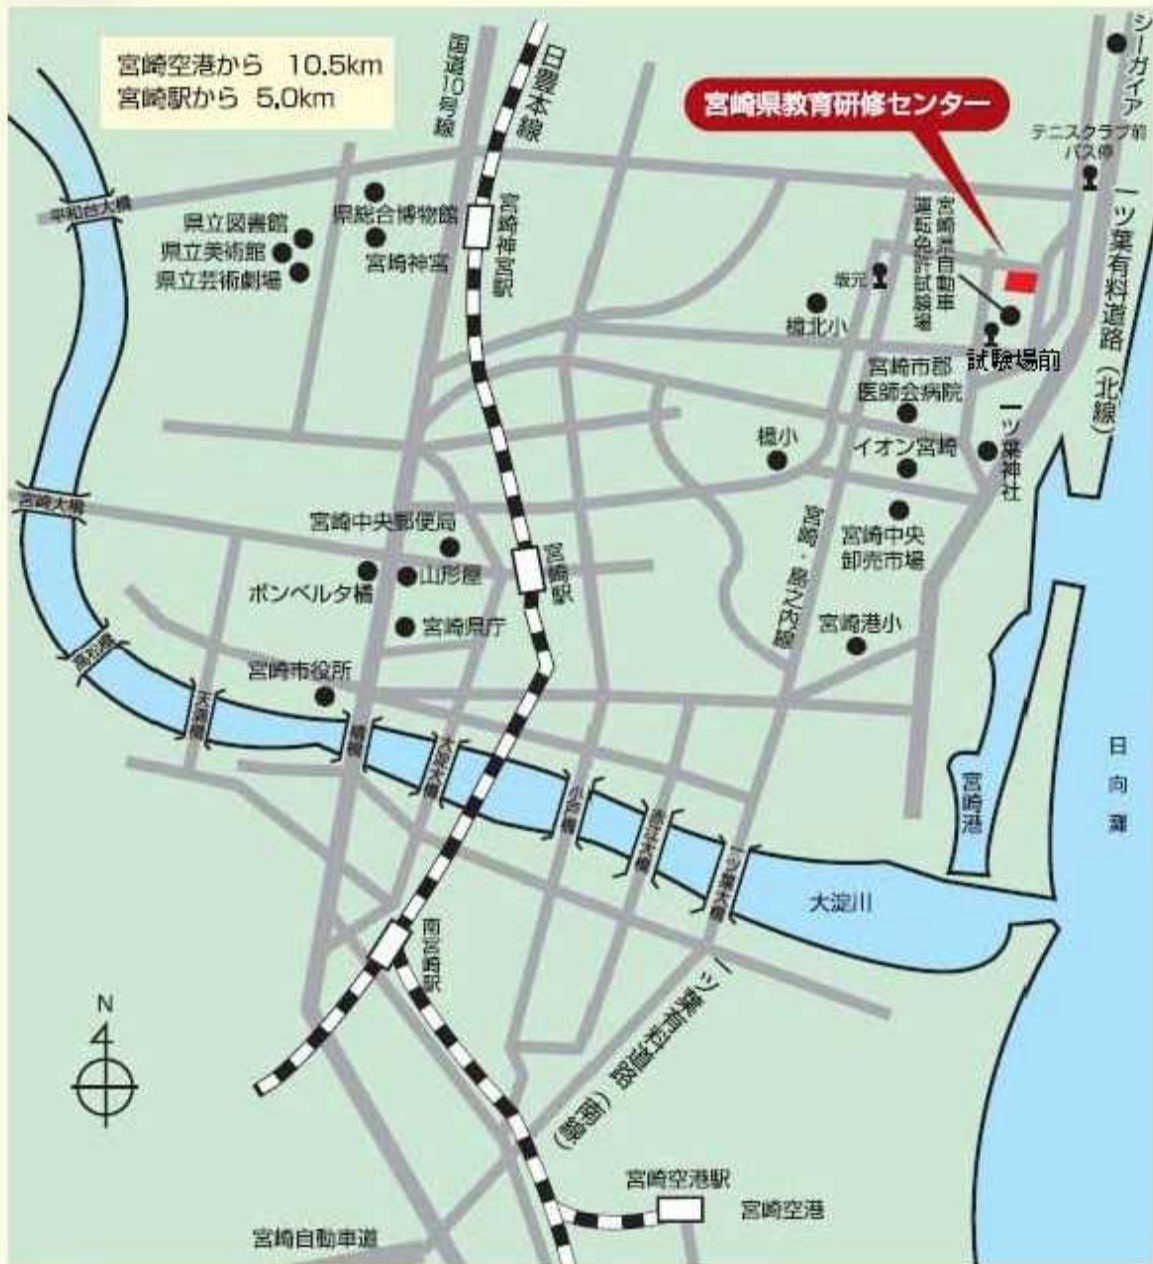 宮崎空港から 10.5km
宮崎駅から 5.0km
国道10号線
日豊本線
宮崎県教育研修センター
シーガイア
テニスクラブ前
バス停
一ツ葉有料道路(北線)
平和台大橋
県立図書館
県立美術館
県立芸術劇場
県総合博物館
宮崎神宮
宮崎神宮駅
宮崎県自動車
運転免許試験場
坂元
檍北小
試験場前
宮崎市郡
医師会病院
一ツ葉神社
檍小
イオン宮崎
宮崎大橋
宮崎中央郵便局
山形屋
ボンベルタ橘
宮崎駅
宮崎県庁
宮崎中央
卸売市場
宮崎・島之内線
宮崎港小
高松橋
宮崎市役所
天満橋
橘橋
大淀大橋
小戸橋
赤江大橋
一ツ葉大橋
宮崎港
日向灘
大淀川
南宮崎駅
一ツ葉有料道路(南線)
N
宮崎空港駅
宮崎空港
宮崎自動車道